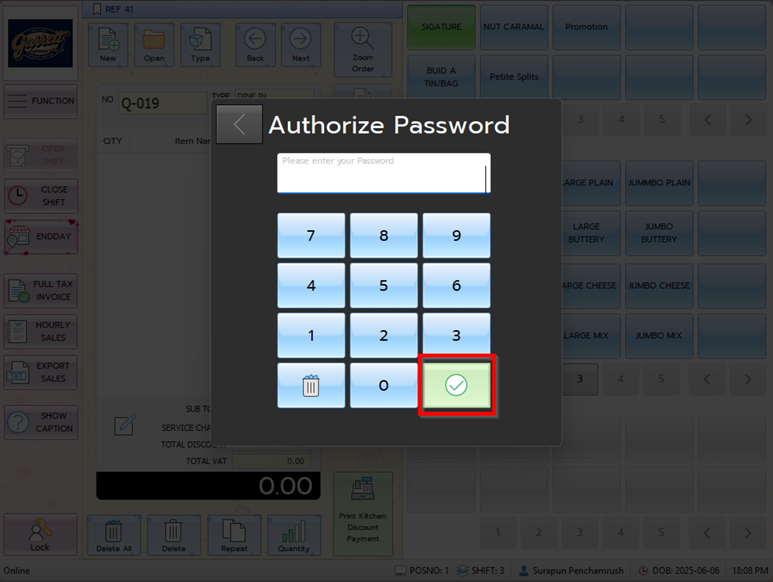 REF 41
Garrett
New
Open
Type
Back
Next
Zoom
Order
SIGATURE
NUT CARAMAL
Promotion
BUID A
TIN/BAG
Petite Splits
3
4
5
FUNCTION
NO
Q-019
TYPE
DINE IN
QTY
Item Nam
OPEN
SHIFT
CLOSE
SHIFT
ENDDAY
FULL TAX
INVOICE
HOURLY
SALES
EXPORT
SALES
SHOW
CAPTION
Lock
Authorize Password
Please enter your Password
7
8
9
4
5
6
1
2
3
0
ARGE PLAIN
JUMMBO PLAIN
LARGE
BUTTERY
JUMBO
BUTTERY
ARGE CHEESE
JUMBO CHEESE
LARGE MIX
JUMBO MIX
3
4
5
SUB TO
SERVICE CHA
TOTAL DISCOU
TOTAL VAT
0.00
0.00
Print Kitchen
Discount
Payment
Delete All
Delete
Repeat
Quantity
1
2
3
4
5
Online
POSNO: 1
SHIFT: 3
Surapun Penchamrush
DOB: 2025-06-06
18:08 PM